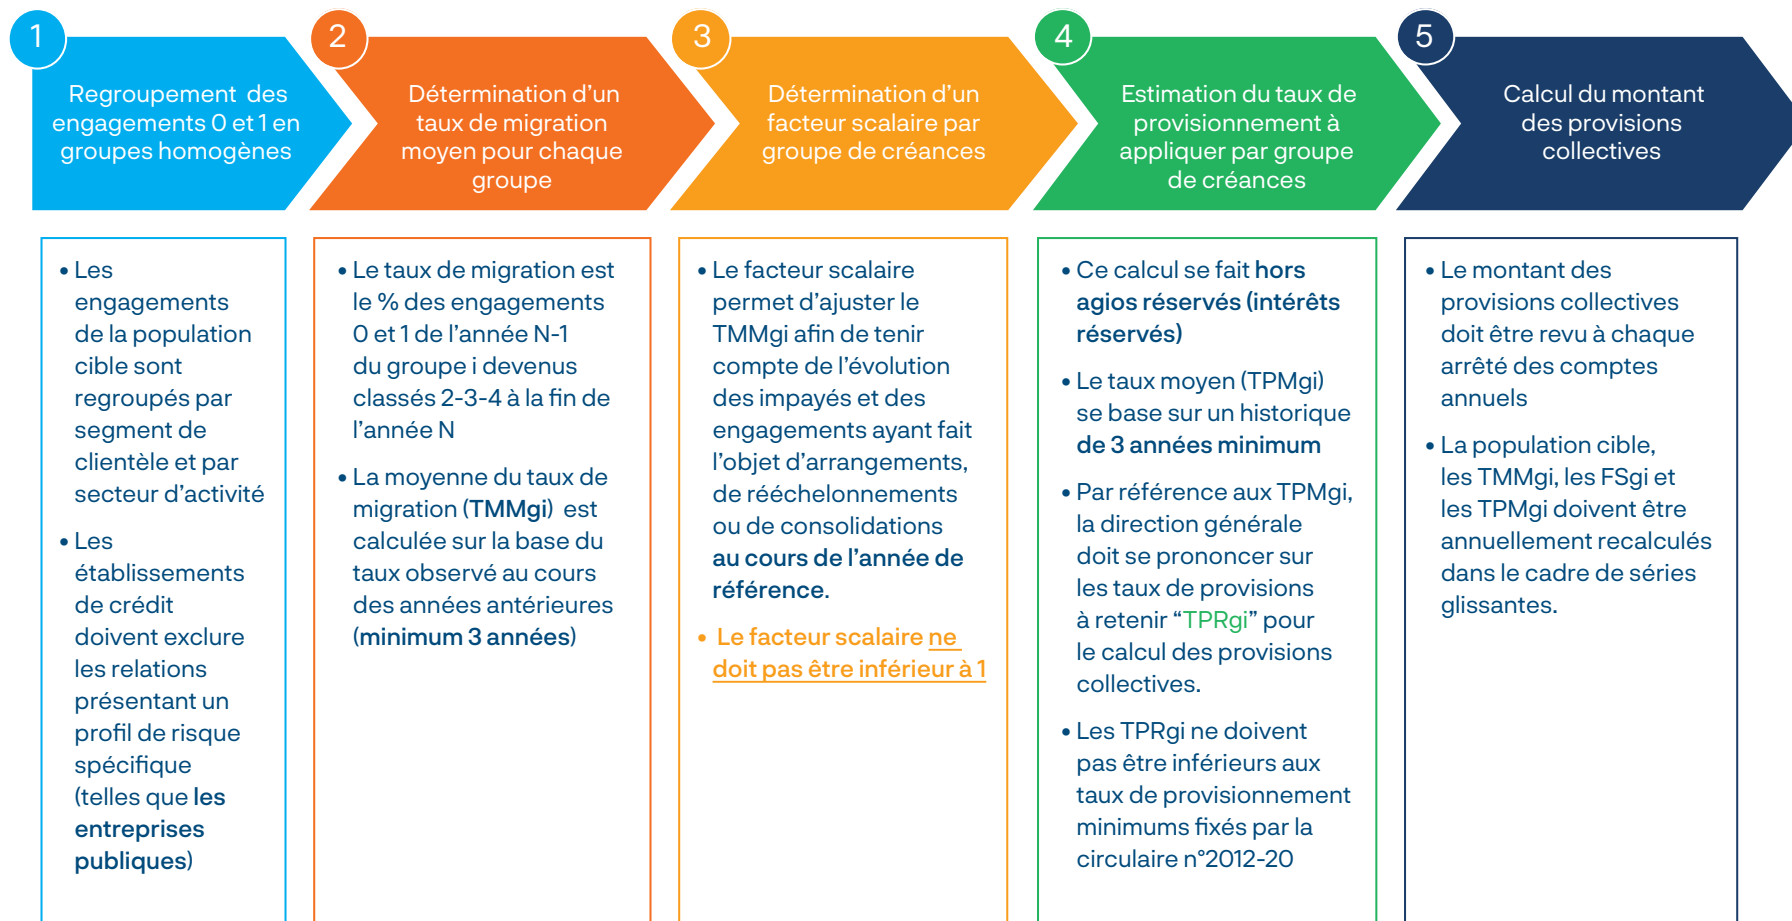 1
Regroupement des
engagements 0 et 1 en
groupes homogènes
2
Détermination d’un
taux de migration
moyen pour chaque
groupe
3
Détermination d’un
facteur scalaire par
groupe de créances
4
Estimation du taux de
provisionnement à
appliquer par groupe
de créances
5
Calcul du montant
des provisions
collectives
• Les
engagements
de la population
cible sont
regroupés par
segment de
clientèle et par
secteur d’activité
• Les
établissements
de crédit
doivent exclure
les relations
présentant un
profil de risque
spécifique
(telles que les
entreprises
publiques)
• Le taux de migration est
le % des engagements
0 et 1 de l’année N-1
du groupe i devenus
classés 2-3-4 à la fin de
l’année N
• La moyenne du taux de
migration (TMMgi) est
calculée sur la base du
taux observé au cours
des années antérieures
(minimum 3 années)
• Le facteur scalaire
permet d’ajuster le
TMMgi afin de tenir
compte de l’évolution
des impayés et des
engagements ayant fait
l’objet d’arrangements,
de rééchelonnements
ou de consolidations
au cours de l’année de
référence.
• Le facteur scalaire ne
doit pas être inférieur à 1
• Ce calcul se fait hors
agios réservés (intérêts
réservés)
• Le taux moyen (TPMgi)
se base sur un historique
de 3 années minimum
• Par référence aux TPMgi,
la direction générale
doit se prononcer sur
les taux de provisions
à retenir “TPRgi” pour
le calcul des provisions
collectives.
• Les TPRgi ne doivent
pas être inférieurs aux
taux de provisionnement
minimums fixés par la
circulaire n°2012-20
• Le montant des
provisions collectives
doit être revu à chaque
arrêté des comptes
annuels
• La population cible,
les TMMgi, les FSgi et
les TPMgi doivent être
annuellement recalculés
dans le cadre de séries
glissantes.